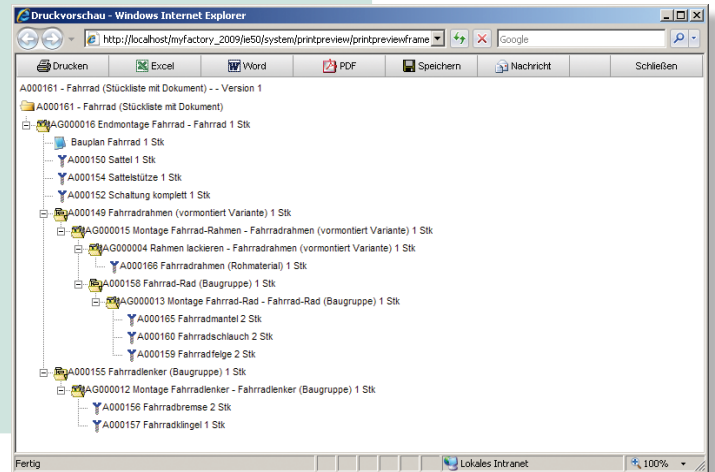 Druckvorschau - Windows Internet Explorer
http://localhost/myfactory_2009/ie50/system/printpreview/printpreviewframe
Google
Drucken Excel Word PDF Speichern Nachricht Schließen
A000161 - Fahrrad (Stückliste mit Dokument) - - Version 1
A000161 - Fahrrad (Stückliste mit Dokument)
AG000016 Endmontage Fahrrad - Fahrrad 1 Stk
Bauplan Fahrrad 1 Stk
A000150 Sattel 1 Stk
A000154 Sattelstütze 1 Stk
A000152 Schaltung komplett 1 Stk
A000149 Fahrradrahmen (vormontiert Variante) 1 Stk
AG000015 Montage Fahrrad-Rahmen - Fahrradrahmen (vormontiert Variante) 1 Stk
AG000004 Rahmen lackieren - Fahrradrahmen (vormontiert Variante) 1 Stk
A000166 Fahrradrahmen (Rohmaterial) 1 Stk
A000158 Fahrrad-Rad (Baugruppe) 1 Stk
AG000013 Montage Fahrrad-Rad - Fahrrad-Rad (Baugruppe) 1 Stk
A000165 Fahrradmantel 2 Stk
A000160 Fahrradschlauch 2 Stk
A000159 Fahrradfelge 2 Stk
A000155 Fahrradlenker (Baugruppe) 1 Stk
AG000012 Montage Fahrradlenker - Fahrradlenker (Baugruppe) 1 Stk
A000156 Fahrradbremse 2 Stk
A000157 Fahrradklingel 1 Stk
Fertig Lokales Intranet 100%